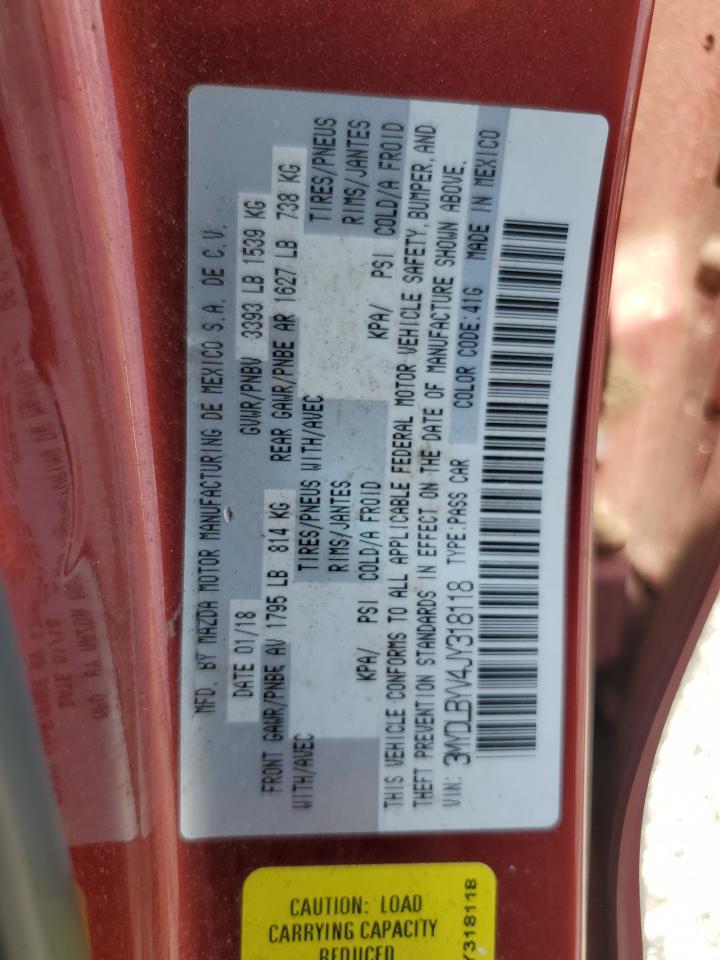 MFD. BY MAZDA MOTOR MANUFACTURING DE MEXICO S.A. DE C.V.
DATE 01/18 GVWR/PNBV 3393 LB 1539 KG
FRONT GAWR/PNBE AV 1795 LB 814 KG REAR GAWR/PNBE AR 1627 LB 738 KG
WITH/AVEC TIRES/PNEUS WITH/AVEC TIRES/PNEUS
RIMS/JANTES RIMS/JANTES
KPA/ PSI COLD/A FROID KPA/ PSI COLD/A FROID
THIS VEHICLE CONFORMS TO ALL APPLICABLE FEDERAL MOTOR VEHICLE SAFETY, BUMPER, AND
THEFT PREVENTION STANDARDS IN EFFECT ON THE DATE OF MANUFACTURE SHOWN ABOVE.
VIN: 3MYDLBYV4JY318118 TYPE:PASS CAR COLOR CODE:41G MADE IN MEXICO
CAUTION: LOAD
CARRYING CAPACITY
REDUCED
Y318118